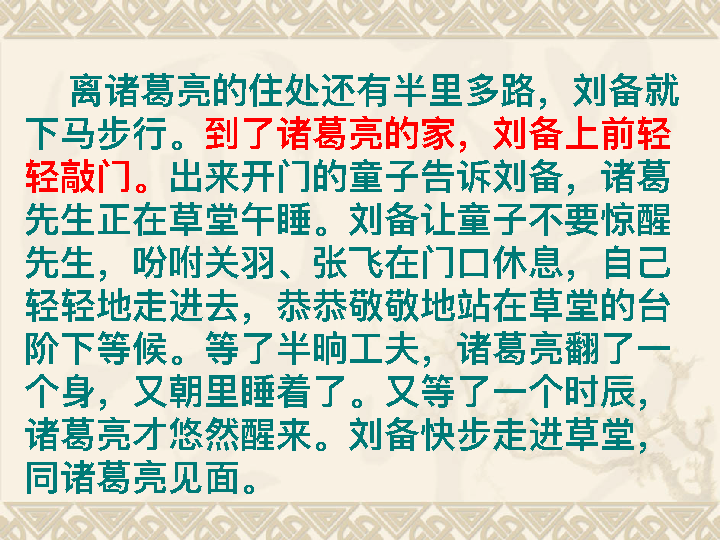 离诸葛亮的住处还有半里多路，刘备就
下马步行。到了诸葛亮的家，刘备上前轻
轻敲门。出来开门的童子告诉刘备，诸葛
先生正在草堂午睡。刘备让童子不要惊醒
先生，吩咐关羽、张飞在门口休息，自己
轻轻地走进去，恭恭敬敬地站在草堂的台
阶下等候。等了半晌工夫，诸葛亮翻了一
个身，又朝里睡着了。又等了一个时辰，
诸葛亮才悠然醒来。刘备快步走进草堂，
同诸葛亮见面。